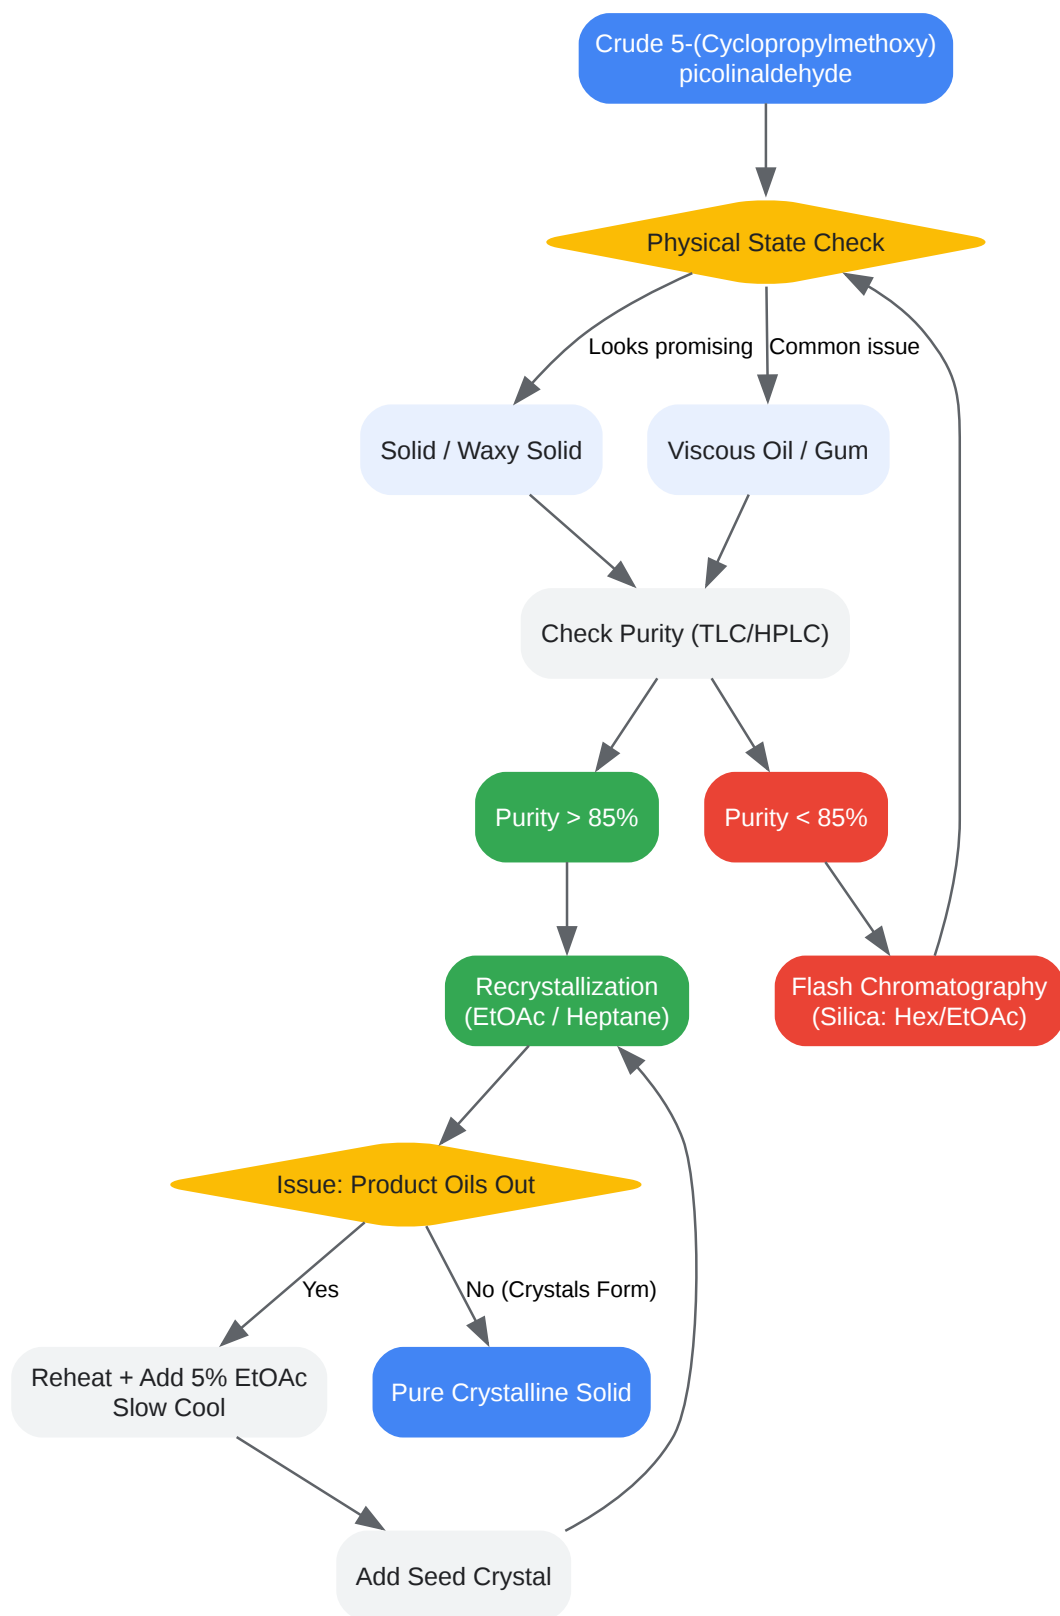 Crude 5-(Cyclopropylmethoxy)
picolinaldehyde
Physical State Check
Looks promising
Common issue
Solid / Waxy Solid
Viscous Oil / Gum
Check Purity (TLC/HPLC)
Purity > 85%
Purity < 85%
Recrystallization
(EtOAc / Heptane)
Flash Chromatography
(Silica: Hex/EtOAc)
Issue: Product Oils Out
Yes
No (Crystals Form)
Reheat + Add 5% EtOAc
Slow Cool
Pure Crystalline Solid
Add Seed Crystal